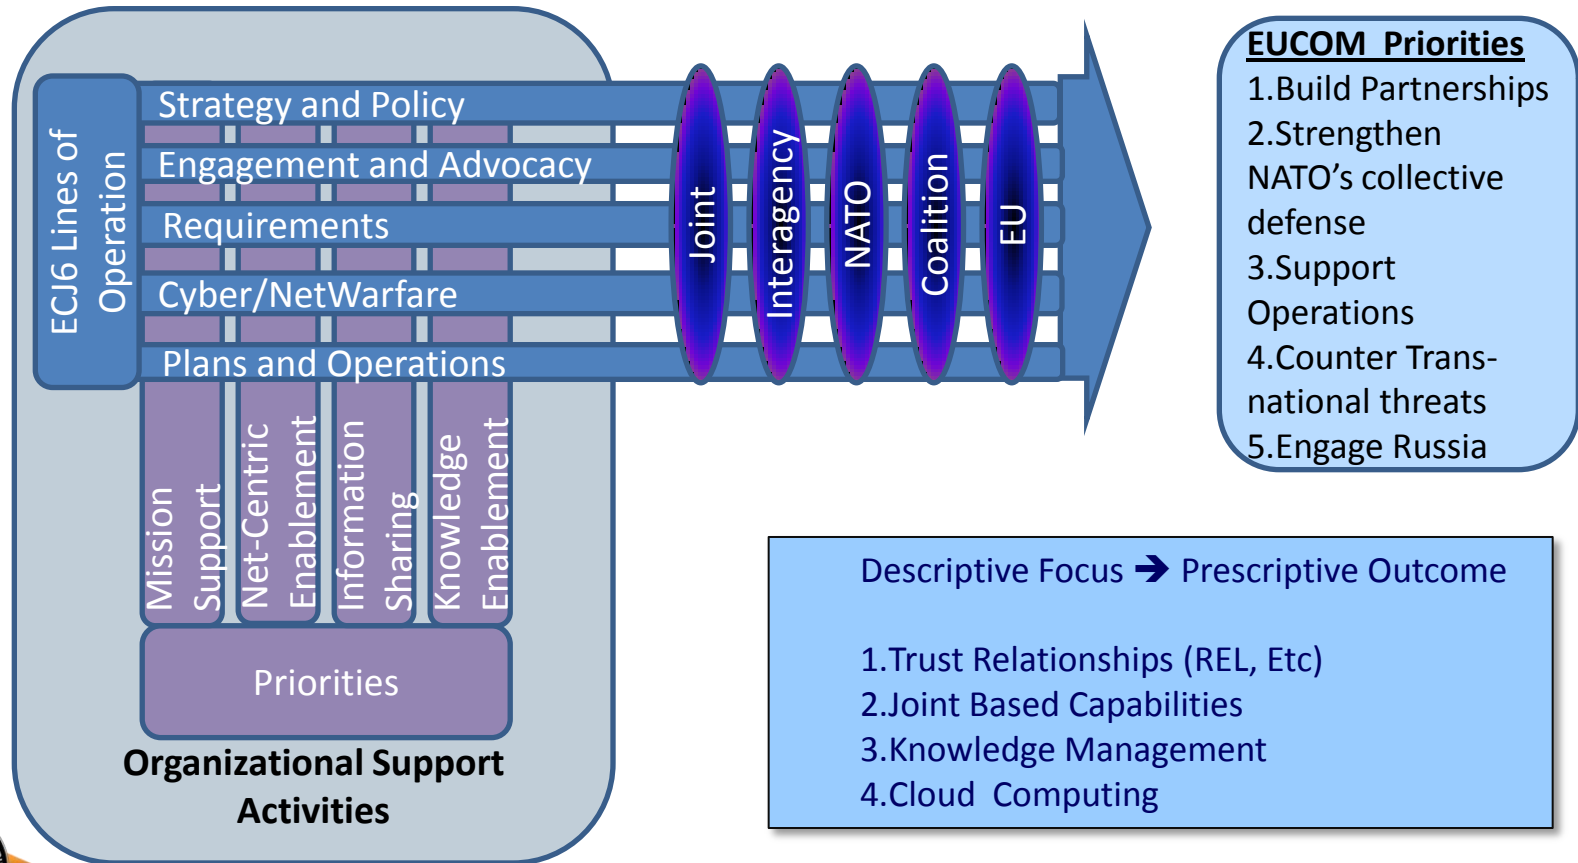 ECJ6 Lines of
Operation
Strategy and Policy
Engagement and Advocacy
Requirements
Cyber/NetWarfare
Plans and Operations
Mission
Support
Net-Centric
Enablement
Information
Sharing
Knowledge
Enablement
Priorities
Organizational Support
Activities
Joint
Interagency
NATO
Coalition
EU
EUCOM Priorities
1.Build Partnerships
2.Strengthen
NATO’s collective
defense
3.Support
Operations
4.Counter Trans-
national threats
5.Engage Russia
Descriptive Focus ➔ Prescriptive Outcome
1.Trust Relationships (REL, Etc)
2.Joint Based Capabilities
3.Knowledge Management
4.Cloud Computing